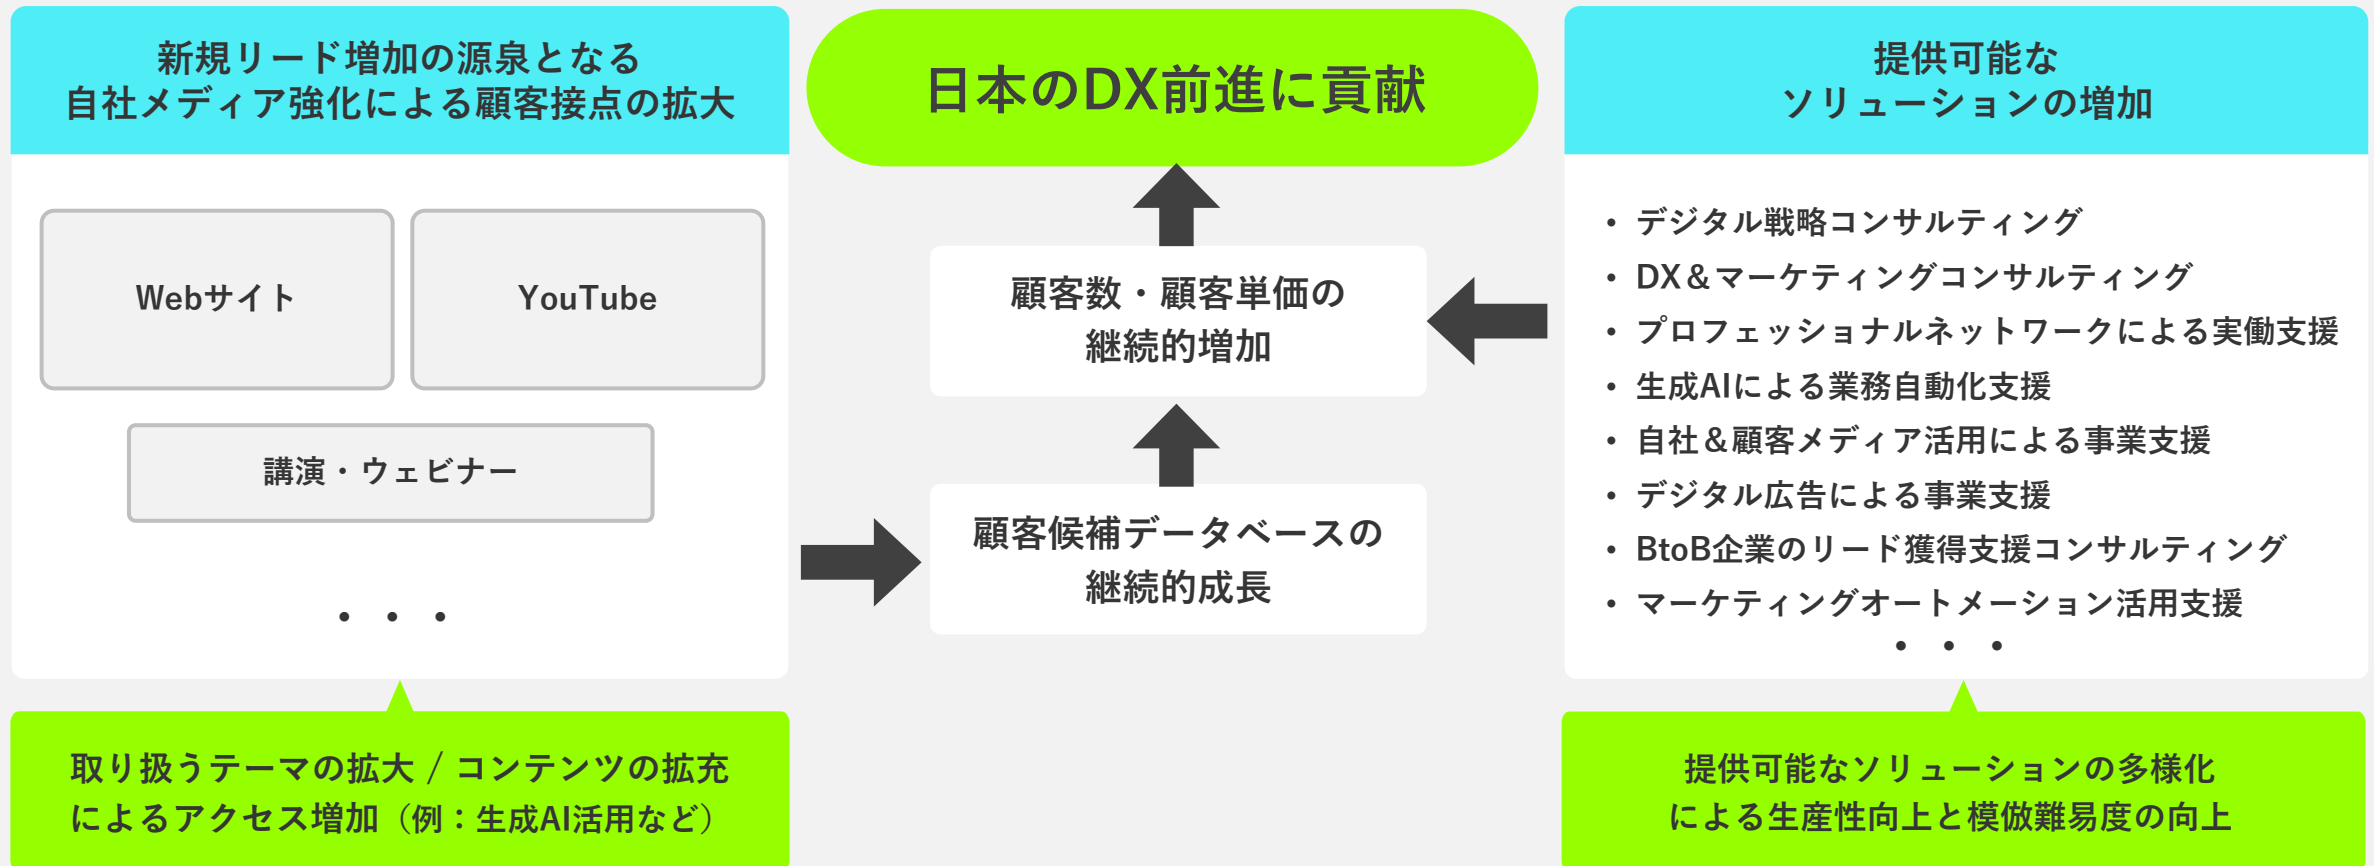 新規リード増加の源泉となる
自社メディア強化による顧客接点の拡大
Webサイト
YouTube
講演・ウェビナー
・・・
取り扱うテーマの拡大 / コンテンツの拡充
によるアクセス増加（例：生成AI活用など）
日本のDX前進に貢献
顧客数・顧客単価の
継続的増加
顧客候補データベースの
継続的成長
提供可能な
ソリューションの増加
・デジタル戦略コンサルティング
・DX＆マーケティングコンサルティング
・プロフェッショナルネットワークによる実働支援
・生成AIによる業務自動化支援
・自社＆顧客メディア活用による事業支援
・デジタル広告による事業支援
・BtoB企業のリード獲得支援コンサルティング
・マーケティングオートメーション活用支援
・・・
提供可能なソリューションの多様化
による生産性向上と模倣難易度の向上